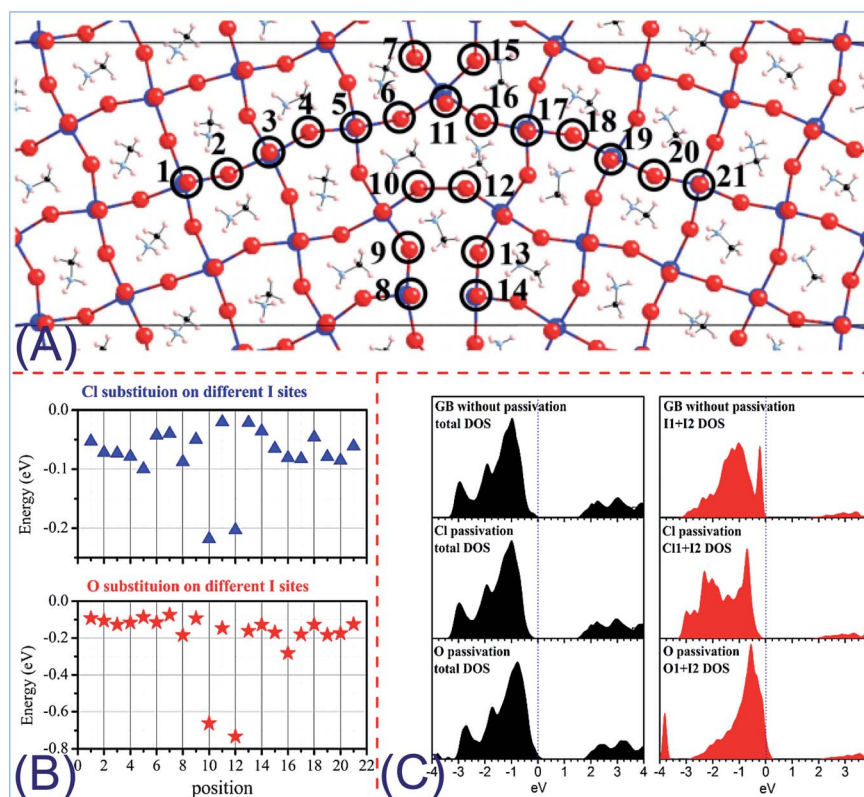 7
15
1
2
3
4
5
6
11
16
17
18
19
20
21
10
12
9
13
8
14
(A)
Cl substituion on different I sites
0.0
-0.1
-0.2
Energy (eV)
O substituion on different I sites
0.0
-0.2
-0.4
-0.6
-0.8
Energy (eV)
0 2 4 6 8 10 12 14 16 18 20 22
position
(B)
GB without passivation
total DOS
Cl passivation
total DOS
O passivation
total DOS
-4 -3 -2 -1 0 1 2 3 4
eV
GB without passivation
I1+I2 DOS
Cl passivation
Cl1+I2 DOS
O passivation
O1+I2 DOS
-4 -3 -2 -1 0 1 2 3
eV
(C)